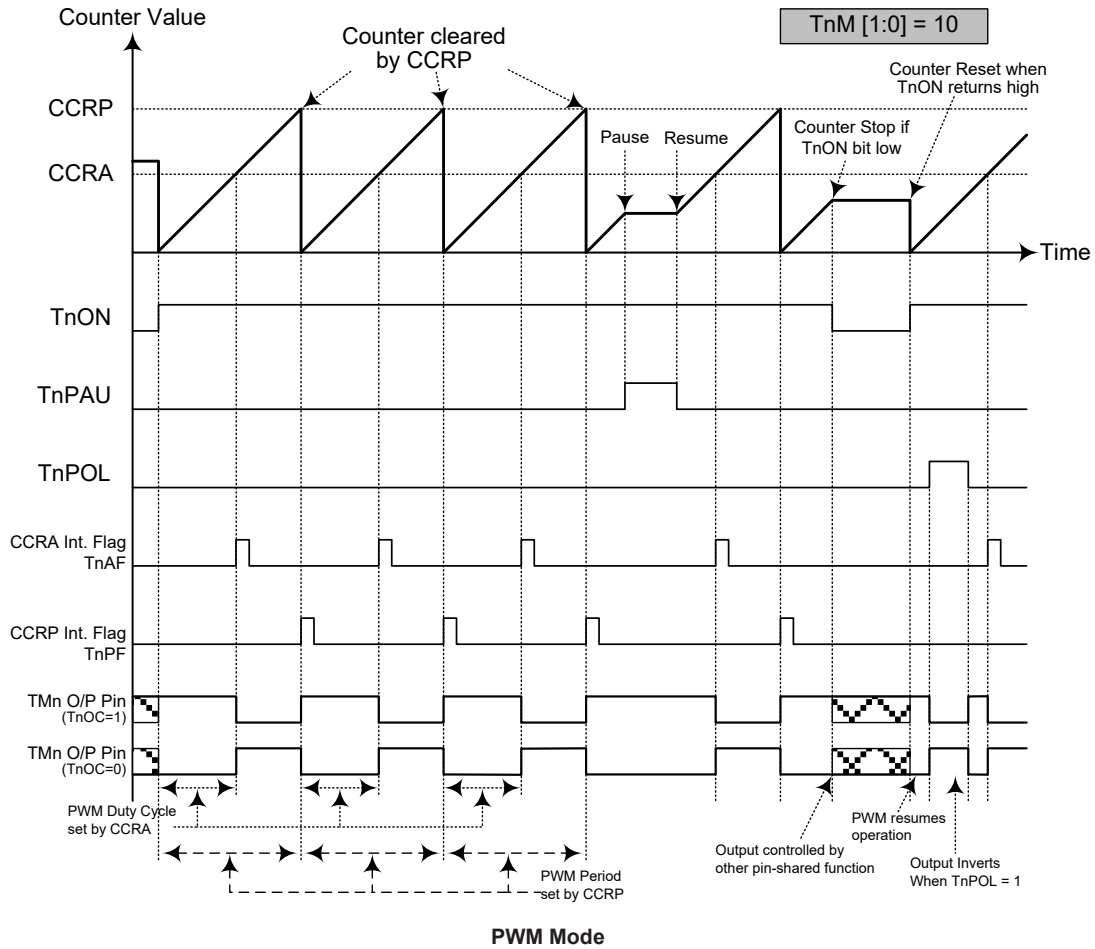 Counter Value
TnM [1:0] = 10
Counter cleared
by CCRP
Counter Reset when
TnON returns high
CCRP
Pause
Resume
Counter Stop if
TnON bit low
CCRA
Time
TnON
TnPAU
TnPOL
CCRA Int. Flag
TnAF
CCRP Int. Flag
TnPF
TMn O/P Pin
(TnOC=1)
TMn O/P Pin
(TnOC=0)
PWM Duty Cycle
set by CCRA
PWM resumes
operation
Output controlled by
other pin-shared function
Output Inverts
When TnPOL = 1
PWM Period
set by CCRP
PWM Mode